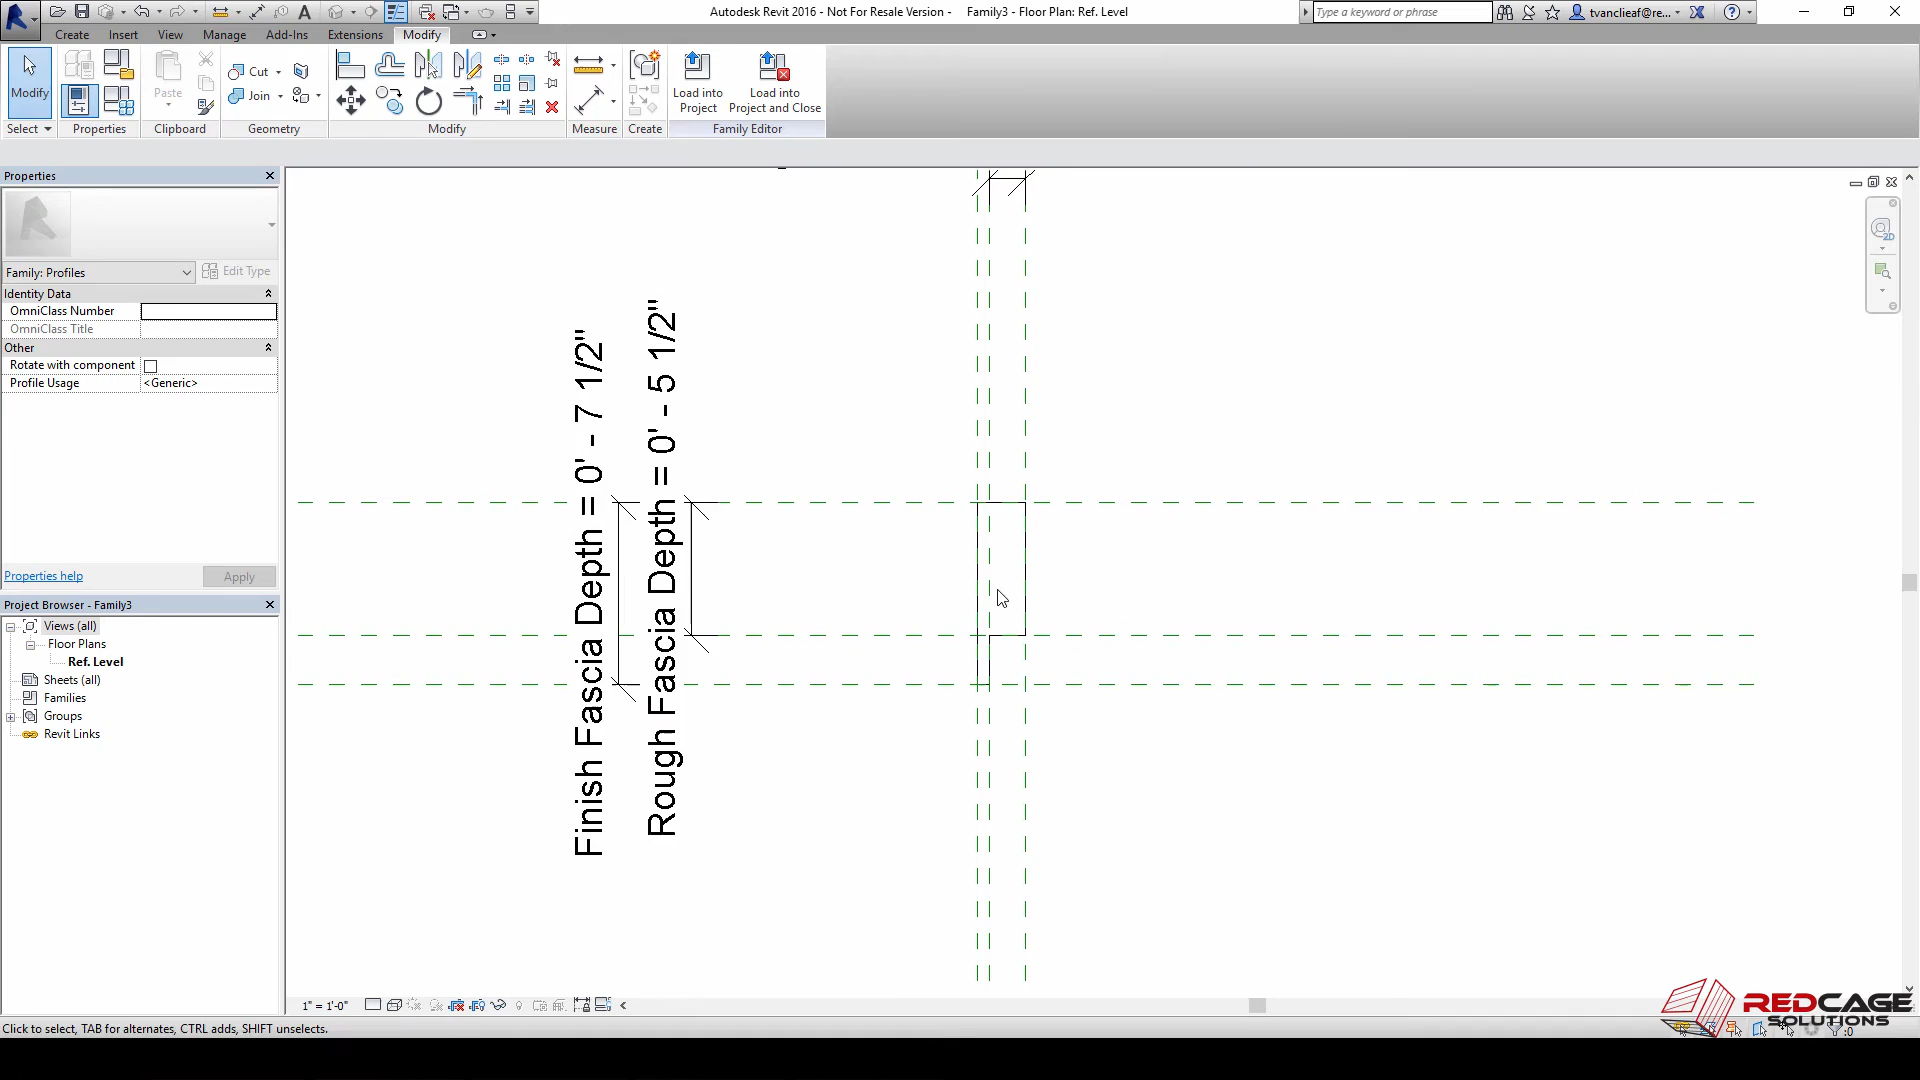 Autodesk Revit 2016 - Not For Resale Version -    Family3 - Floor Plan: Ref. Level
Type a keyword or phrase
tvanclieaf@re...
Create Insert View Manage Add-Ins Extensions Modify
Modify
Paste
Cut
Join
Load into Project
Load into Project and Close
Select Properties Clipboard Geometry Modify Measure Create Family Editor
Properties
Family: Profiles
Edit Type
Identity Data
OmniClass Number
OmniClass Title
Other
Rotate with component
Profile Usage <Generic>
Properties help
Apply
Project Browser - Family3
Views (all)
Floor Plans
Ref. Level
Sheets (all)
Families
Groups
Revit Links
Finish Fascia Depth = 0' - 7 1/2"
Rough Fascia Depth = 0' - 5 1/2"
2D
1" = 1'-0"
Click to select, TAB for alternates, CTRL adds, SHIFT unselects.
:0
REDCAGE
SOLUTIONS